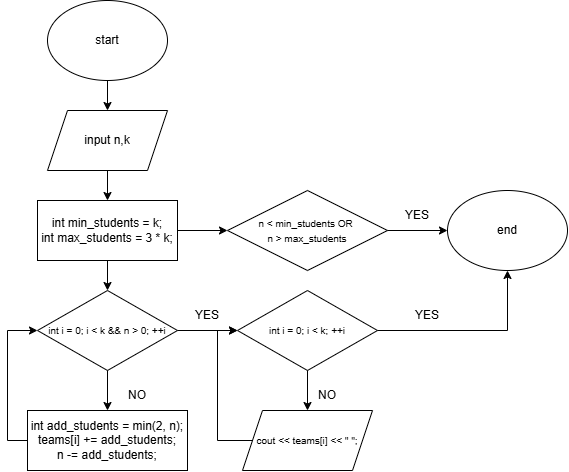 start
input n,k
int min_students = k;
int max_students = 3 * k;
n < min_students OR
n > max_students
YES
end
int i = 0; i < k && n > 0; ++i
YES
int i = 0; i < k; ++i
YES
NO
NO
int add_students = min(2, n);
teams[i] += add_students;
n -= add_students;
cout << teams[i] << " ";